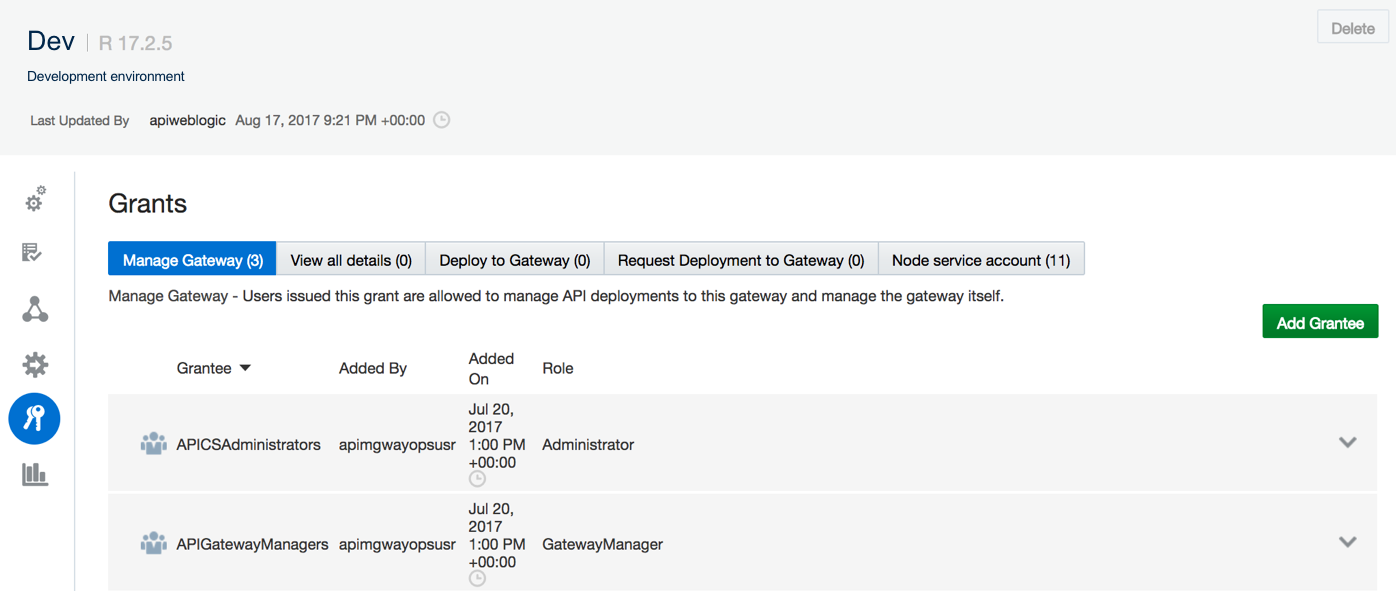 Dev | R 17.2.5
Delete
Development environment
Last Updated By apiweblogic Aug 17, 2017 9:21 PM +00:00
Grants
Manage Gateway (3) View all details (0) Deploy to Gateway (0) Request Deployment to Gateway (0) Node service account (11)
Manage Gateway - Users issued this grant are allowed to manage API deployments to this gateway and manage the gateway itself.
Add Grantee
Grantee Added By Added On Role
APICSAdministrators apimgwayopsusr Jul 20, 2017 1:00 PM +00:00 Administrator
APIGatewayManagers apimgwayopsusr Jul 20, 2017 1:00 PM +00:00 GatewayManager